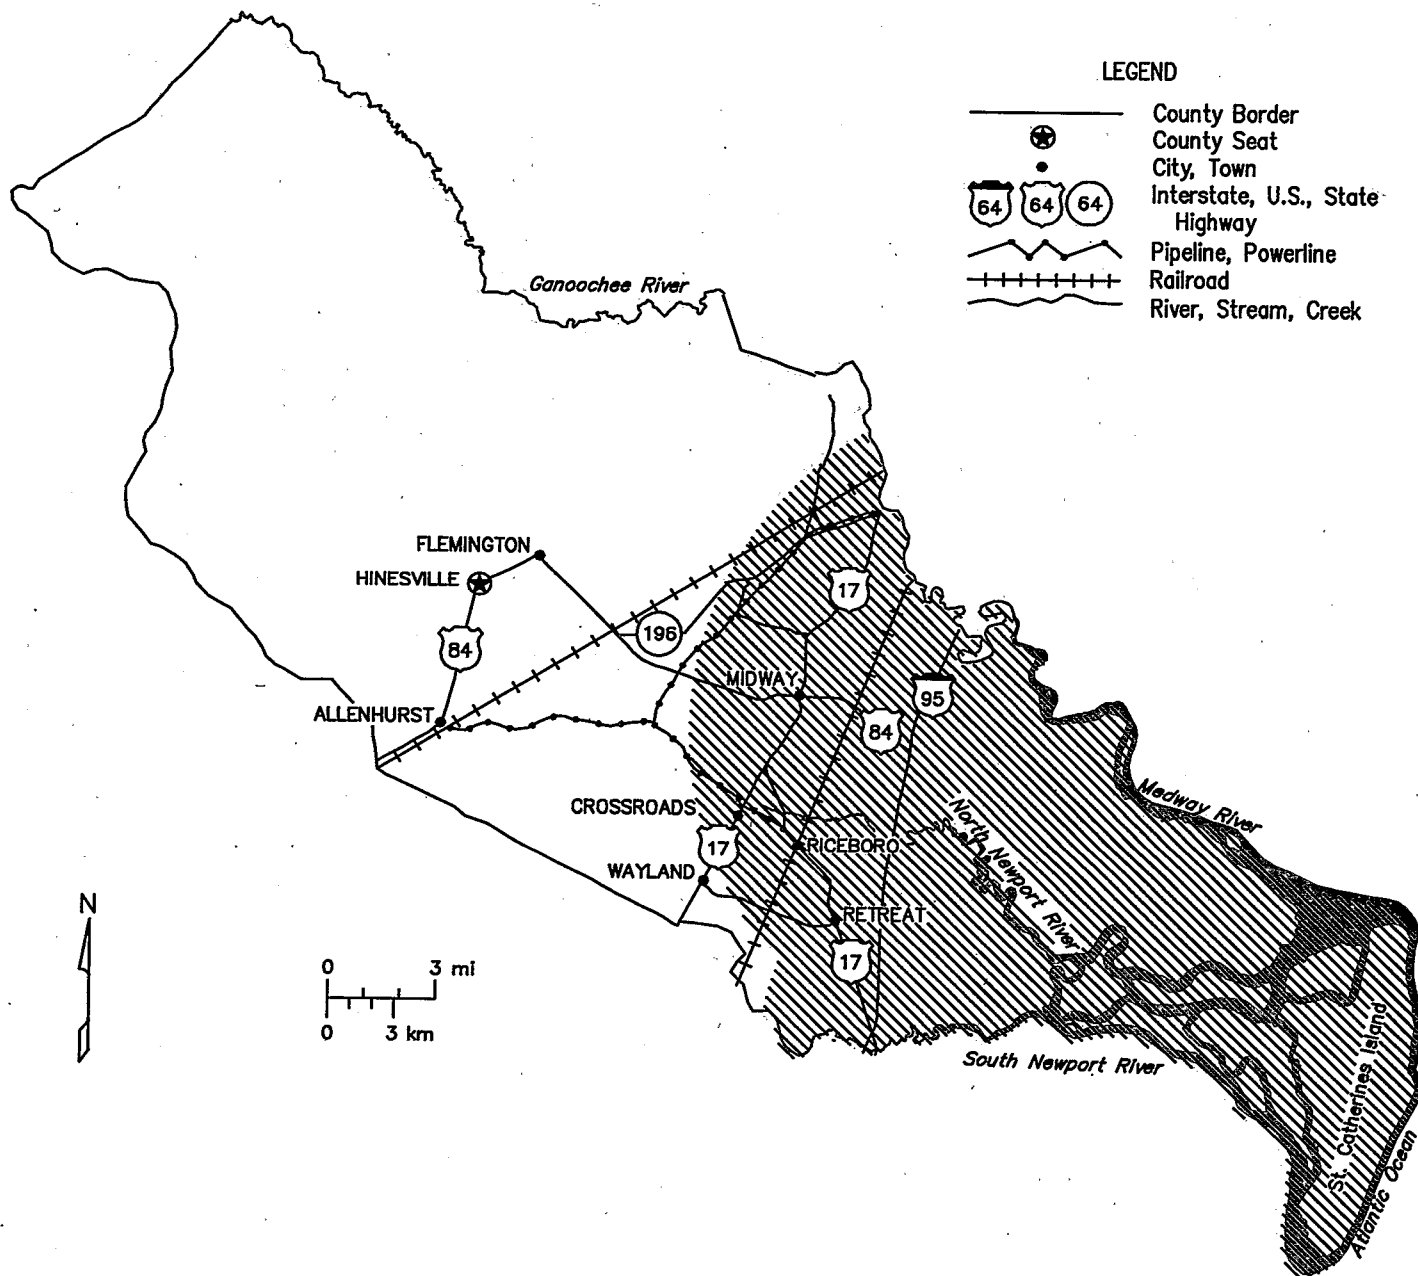 LEGEND
County Border
County Seat
City, Town
64 64 64 Interstate, U.S., State
Highway
Pipeline, Powerline
Railroad
River, Stream, Creek
Ganoochee River
FLEMINGTON
HINESVILLE
17
196
84
MIDWAY
95
ALLENHURST
84
Medway River
CROSSROADS
North Newport River
17
RICEBORO
WAYLAND
N
RETREAT
17
0 3 mi
0 3 km
South Newport River
St. Catherines Island
Atlantic Ocean